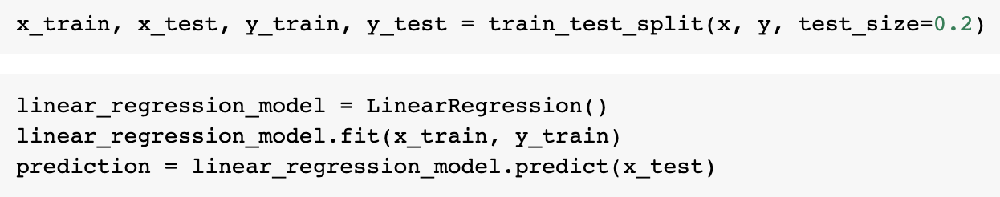 x_train, x_test, y_train, y_test = train_test_split(x, y, test_size=0.2)
linear_regression_model = LinearRegression()
linear_regression_model.fit(x_train, y_train)
prediction = linear_regression_model.predict(x_test)